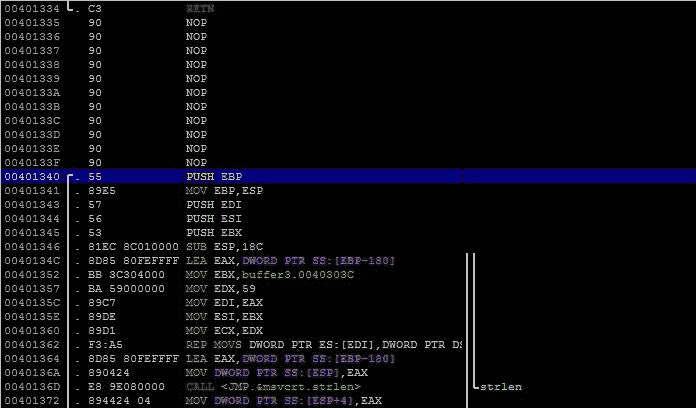 00401334 . C3 RETN
00401335 90 NOP
00401336 90 NOP
00401337 90 NOP
00401338 90 NOP
00401339 90 NOP
0040133A 90 NOP
0040133B 90 NOP
0040133C 90 NOP
0040133D 90 NOP
0040133E 90 NOP
0040133F 90 NOP
00401340 . 55 PUSH EBP
00401341 . 89E5 MOV EBP,ESP
00401343 . 57 PUSH EDI
00401344 . 56 PUSH ESI
00401345 . 53 PUSH EBX
00401346 . 81EC 8C010000 SUB ESP,18C
0040134C . 8D85 80FEFFFF LEA EAX,DWORD PTR SS:[EBP-180]
00401352 . BB 3C304000 MOV EBX,buffer3.0040303C
00401357 . BA 59000000 MOV EDX,59
0040135C . 89C7 MOV EDI,EAX
0040135E . 89DE MOV ESI,EBX
00401360 . 89D1 MOV ECX,EDX
00401362 . F3:A5 REP MOVS DWORD PTR ES:[EDI],DWORD PTR DS
00401364 . 8D85 80FEFFFF LEA EAX,DWORD PTR SS:[EBP-180]
0040136A . 890424 MOV DWORD PTR SS:[ESP],EAX
0040136D . E8 9E080000 CALL <JMP.&msvcrt.strlen> strlen
00401372 . 894424 04 MOV DWORD PTR SS:[ESP+4],EAX